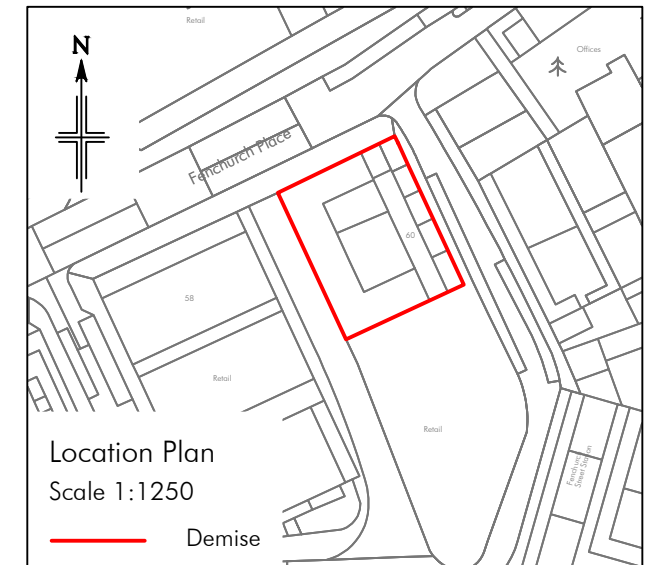 Retail
N
Offices
Fenchurch Place
60
58
Retail
Retail
Fenchurch
Street Station
Location Plan
Scale 1:1250
Demise